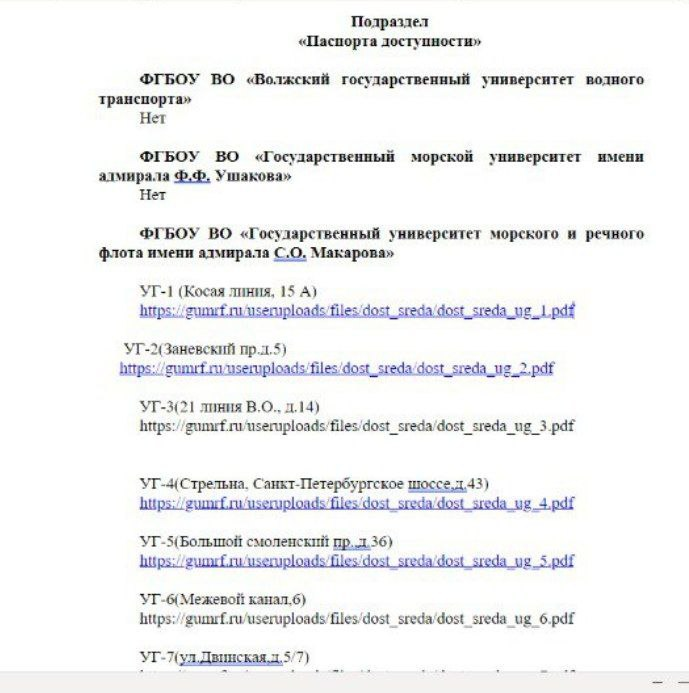 Подраздел
«Паспорта доступности»
ФГБОУ ВО «Волжский государственный университет водного
транспорта»
Нет
ФГБОУ ВО «Государственный морской университет имени
адмирала Ф.Ф. Ушакова»
Нет
ФГБОУ ВО «Государственный университет морского и речного
флота имени адмирала С.О. Макарова»
УГ-1 (Косая линия, 15 А)
https://gumrf.ru/useruploads/files/dost_sreda/dost_sreda_ug_1.pdf
УГ-2(Заневский пр.д.5)
https://gumrf.ru/useruploads/files/dost_sreda/dost_sreda_ug_2.pdf
УГ-3(21 линия В.О., д.14)
https://gumrf.ru/useruploads/files/dost_sreda/dost_sreda_ug_3.pdf
УГ-4(Стрельна, Санкт-Петербургское шоссе,д.43)
https://gumrf.ru/useruploads/files/dost_sreda/dost_sreda_ug_4.pdf
УГ-5(Большой смоленский пр.,д.36)
https://gumrf.ru/useruploads/files/dost_sreda/dost_sreda_ug_5.pdf
УГ-6(Межевой канал,6)
https://gumrf.ru/useruploads/files/dost_sreda/dost_sreda_ug_6.pdf
УГ-7(ул.Двинская,д.5/7)